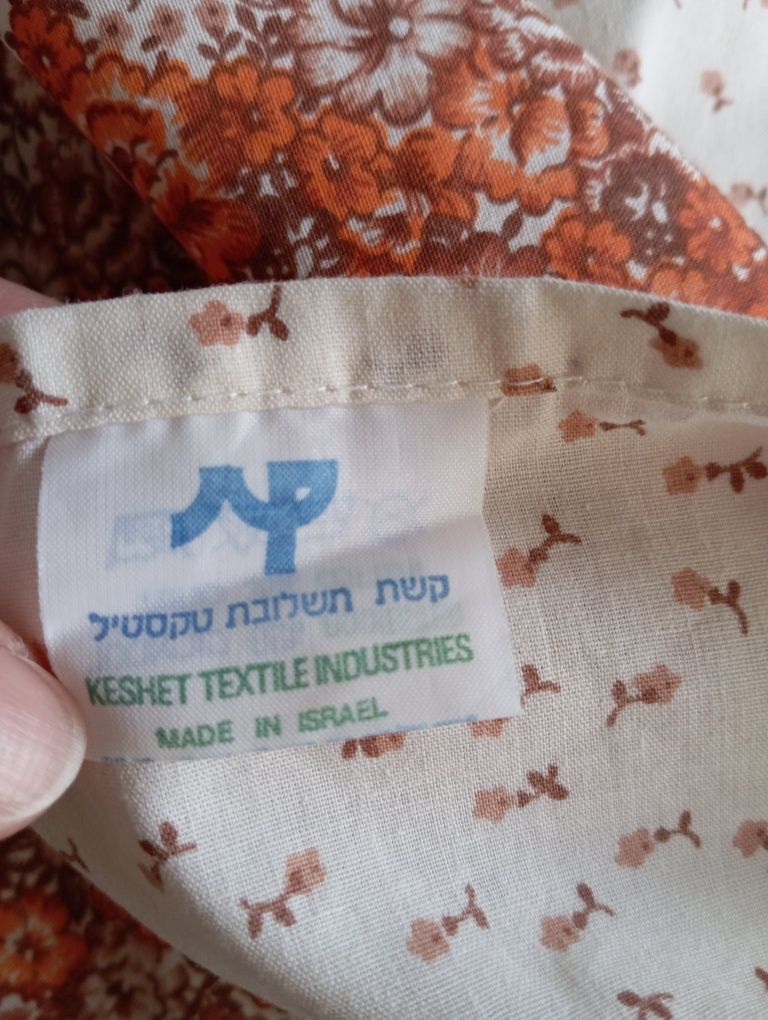 קשת תשלובת טקסטיל
KESHET TEXTILE INDUSTRIES
MADE IN ISRAEL